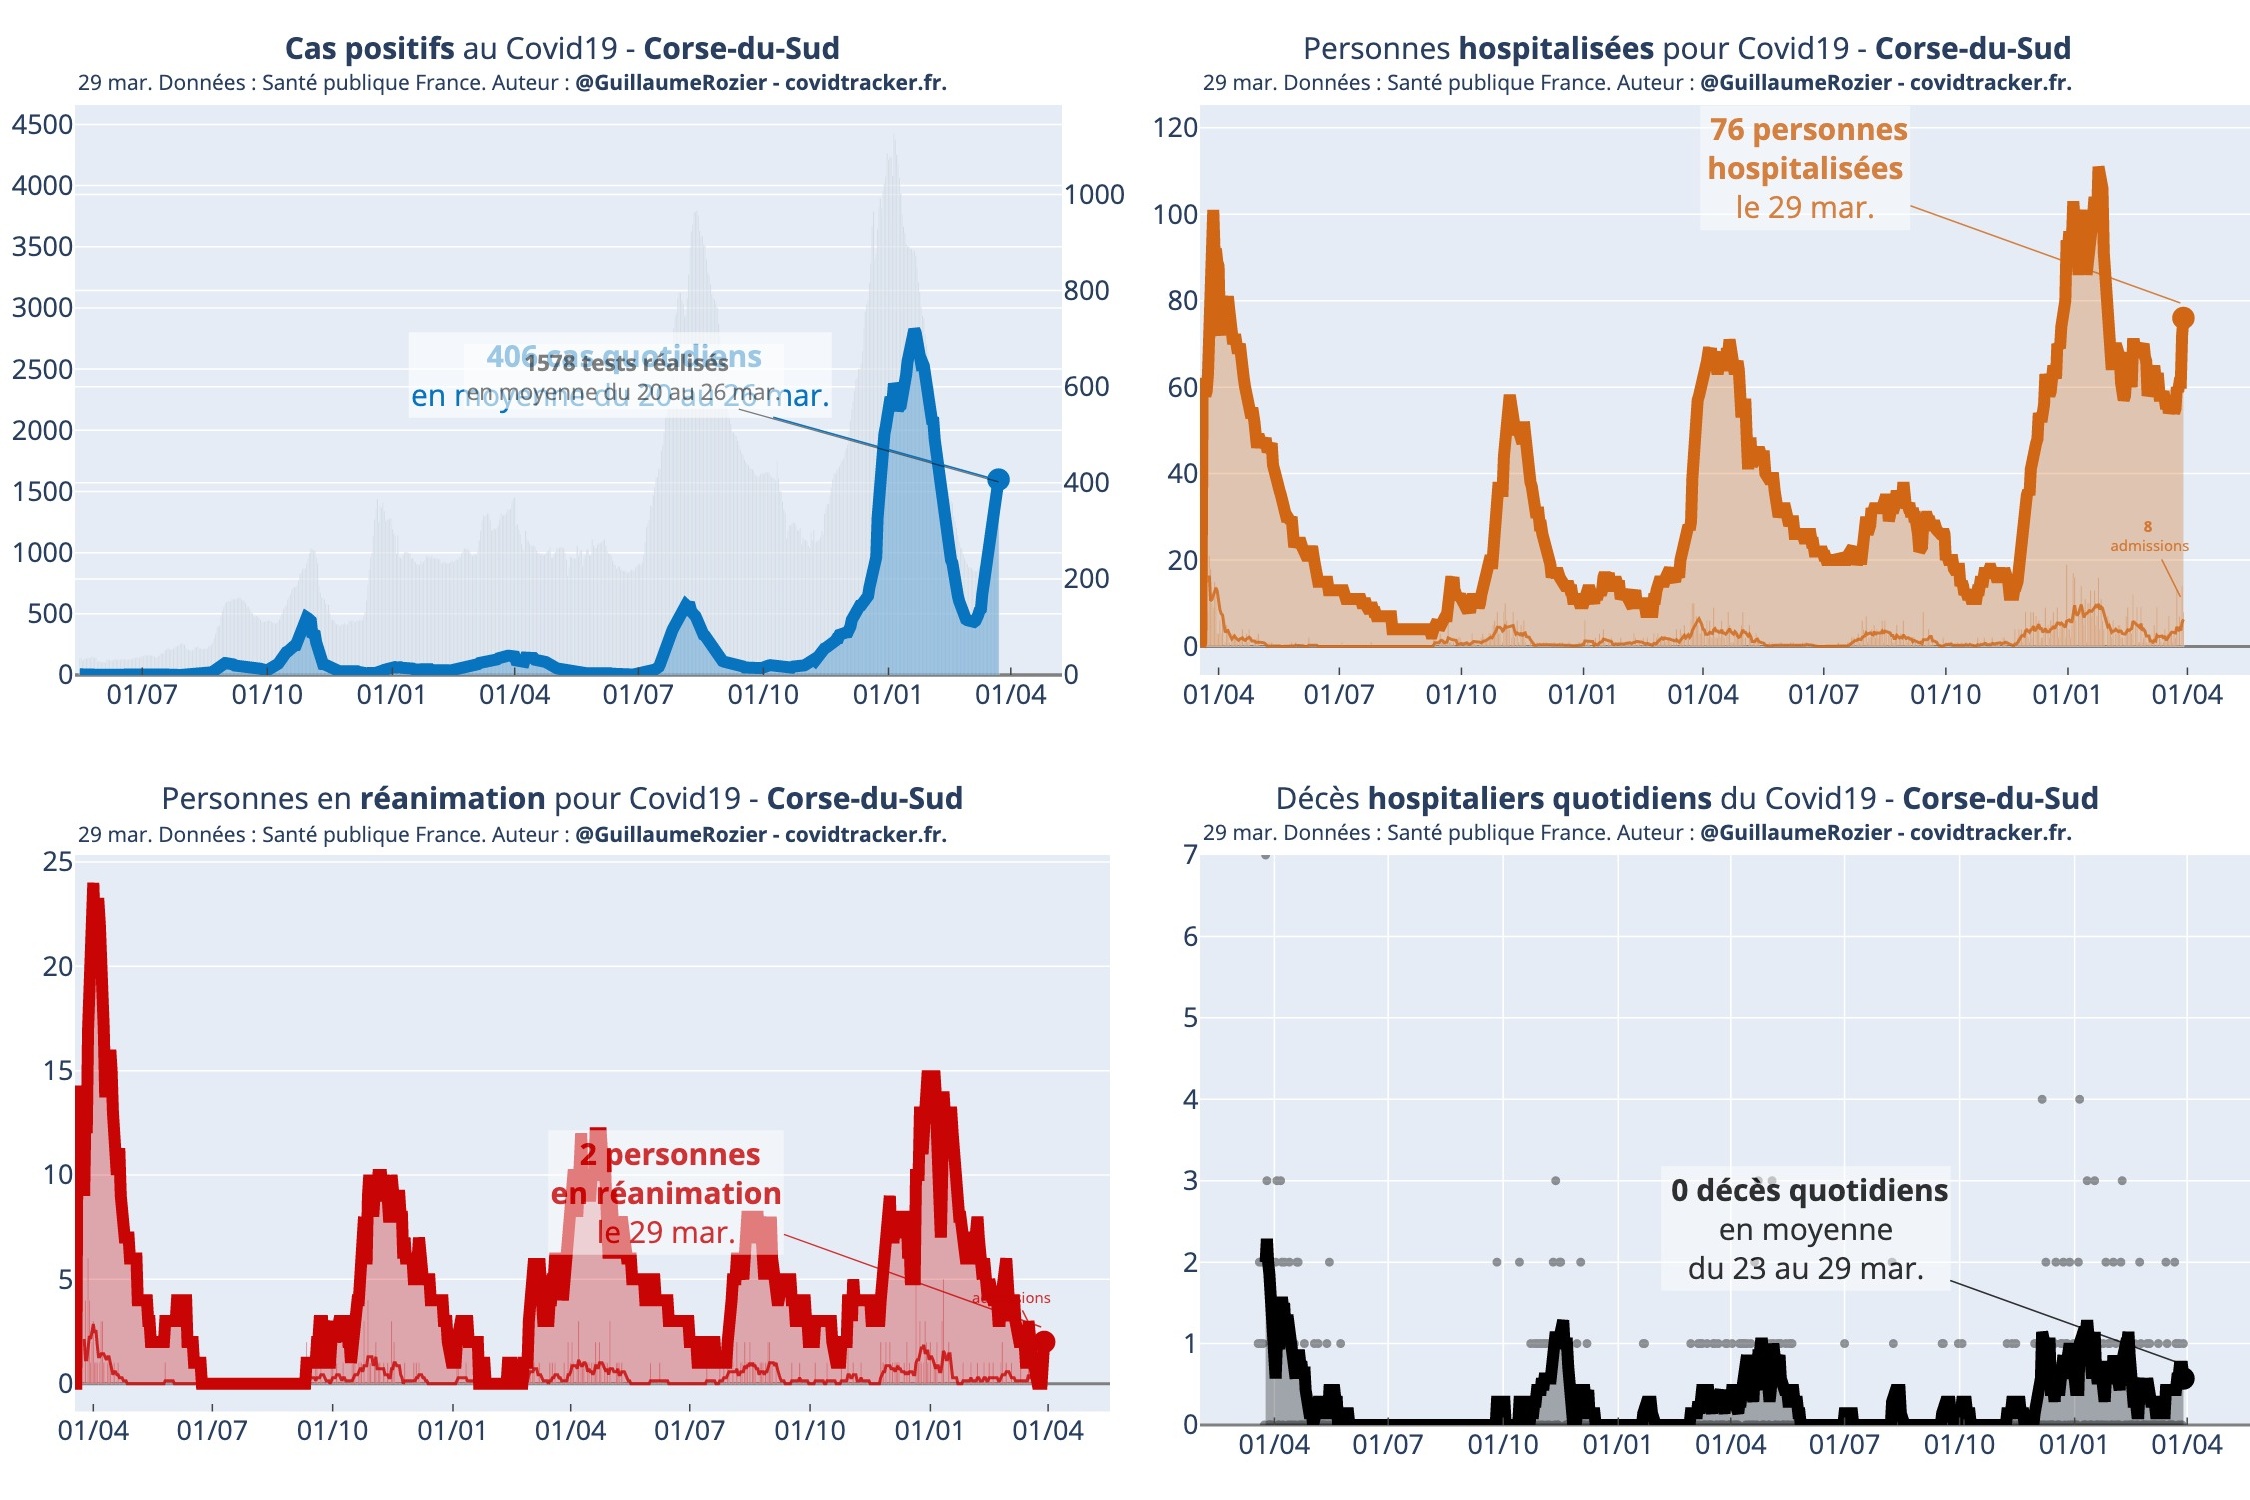 Cas positifs au Covid19 - Corse-du-Sud
29 mar. Données : Santé publique France. Auteur : @GuillaumeRozier - covidtracker.fr.
4500
4000
3500
3000
2500
2000
1500
1000
500
0
1000
800
600
400
200
0
406 cas quotidiens
en moyenne du 20 au 26 mar.
1578 tests réalisés
en moyenne du 20 au 26 mar.
01/07 01/10 01/01 01/04 01/07 01/10 01/01 01/04
Personnes hospitalisées pour Covid19 - Corse-du-Sud
29 mar. Données : Santé publique France. Auteur : @GuillaumeRozier - covidtracker.fr.
120
100
80
60
40
20
0
76 personnes
hospitalisées
le 29 mar.
8
admissions
01/04 01/07 01/10 01/01 01/04 01/07 01/10 01/01 01/04
Personnes en réanimation pour Covid19 - Corse-du-Sud
29 mar. Données : Santé publique France. Auteur : @GuillaumeRozier - covidtracker.fr.
25
20
15
10
5
0
2 personnes
en réanimation
le 29 mar.
admissions
01/04 01/07 01/10 01/01 01/04 01/07 01/10 01/01 01/04
Décès hospitaliers quotidiens du Covid19 - Corse-du-Sud
29 mar. Données : Santé publique France. Auteur : @GuillaumeRozier - covidtracker.fr.
7
6
5
4
3
2
1
0
0 décès quotidiens
en moyenne
du 23 au 29 mar.
01/04 01/07 01/10 01/01 01/04 01/07 01/10 01/01 01/04